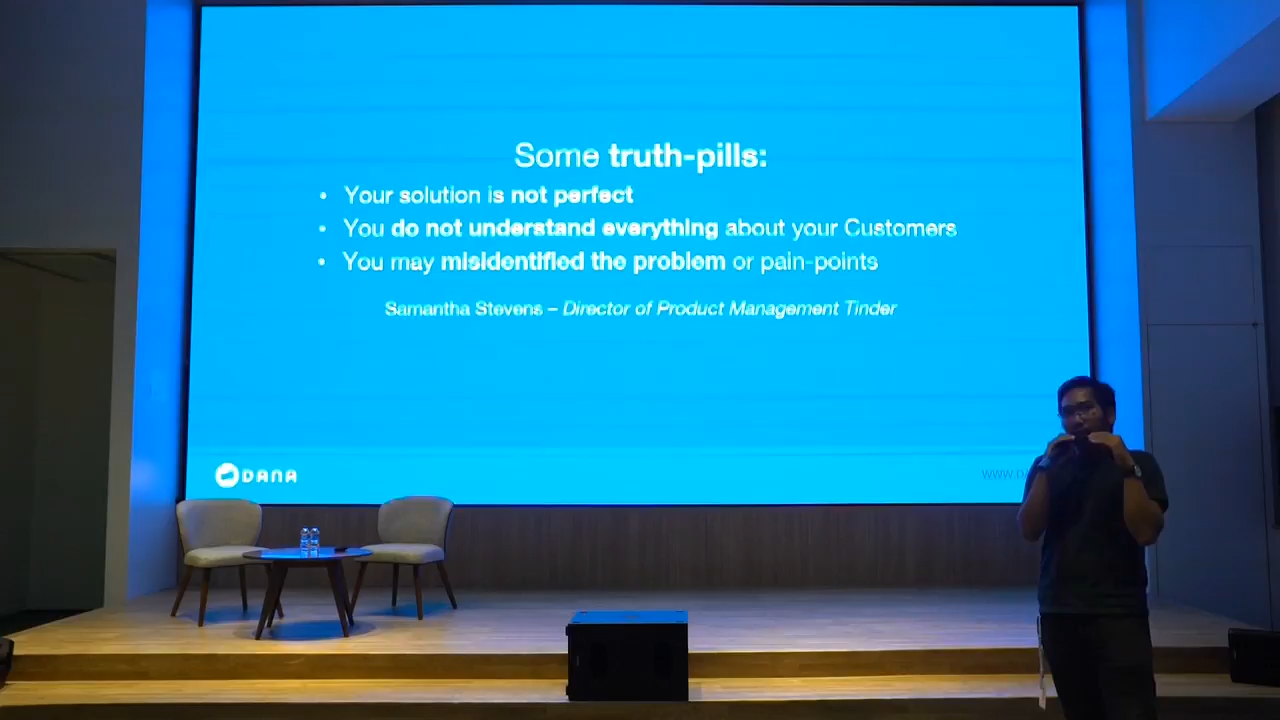 Some truth-pills:
• Your solution is not perfect
• You do not understand everything about your Customers
• You may misidentified the problem or pain-points
Samantha Stevens – Director of Product Management Tinder
DANA